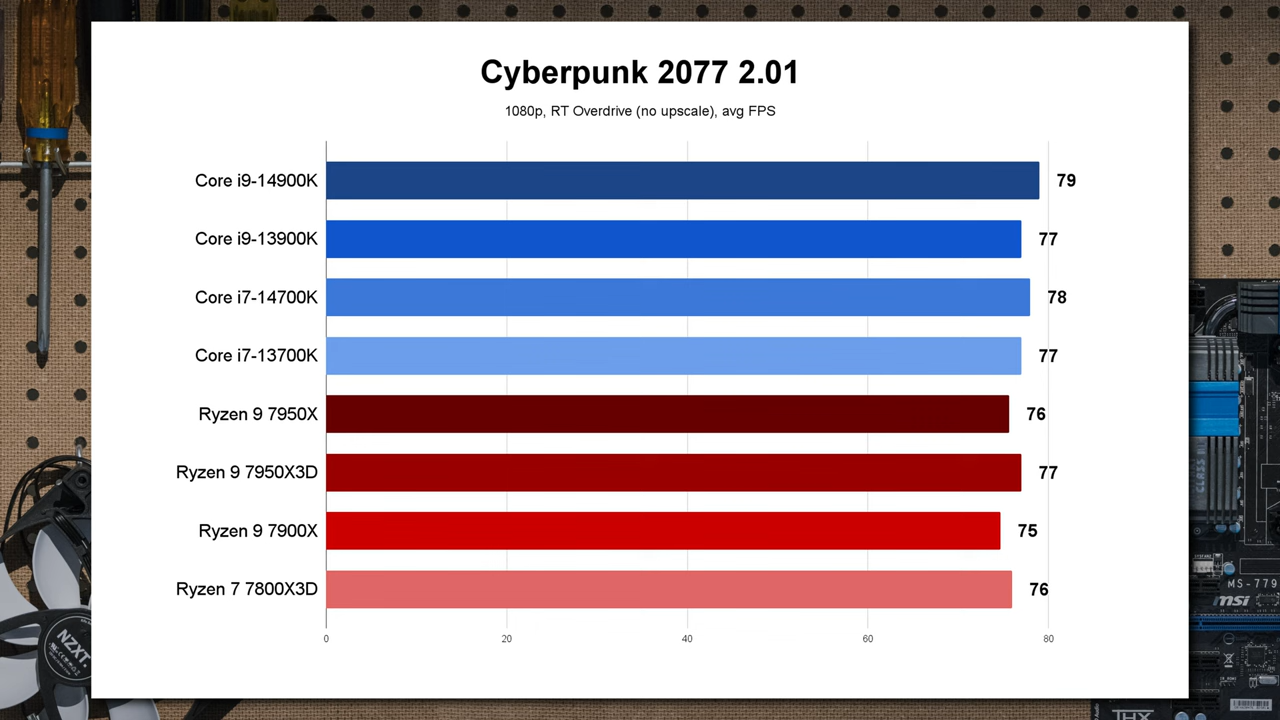 Cyberpunk 2077 2.01
1080p, RT Overdrive (no upscale), avg FPS
Core i9-14900K 79
Core i9-13900K 77
Core i7-14700K 78
Core i7-13700K 77
Ryzen 9 7950X 76
Ryzen 9 7950X3D 77
Ryzen 9 7900X 75
Ryzen 7 7800X3D 76
0 20 40 60 80
NZXT.
MS-779
msi
THX